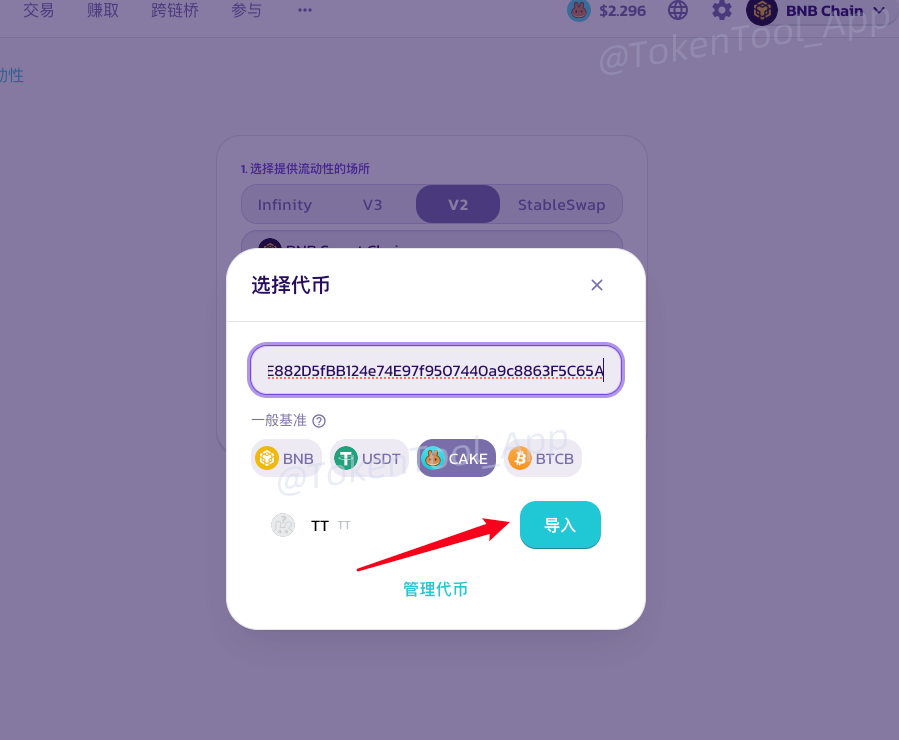 交易 赚取 跨链桥 参与 ··· $2.296 BNB Chain
@TokenTool_App
动性
1. 选择提供流动性的场所
Infinity V3 V2 StableSwap
BNB Smart Chain
选择代币
E882D5fBB124e74E97f9507440a9c8863F5C65A
一般基准
BNB USDT CAKE BTCB
@TokenTool_App
TT TT 导入
管理代币